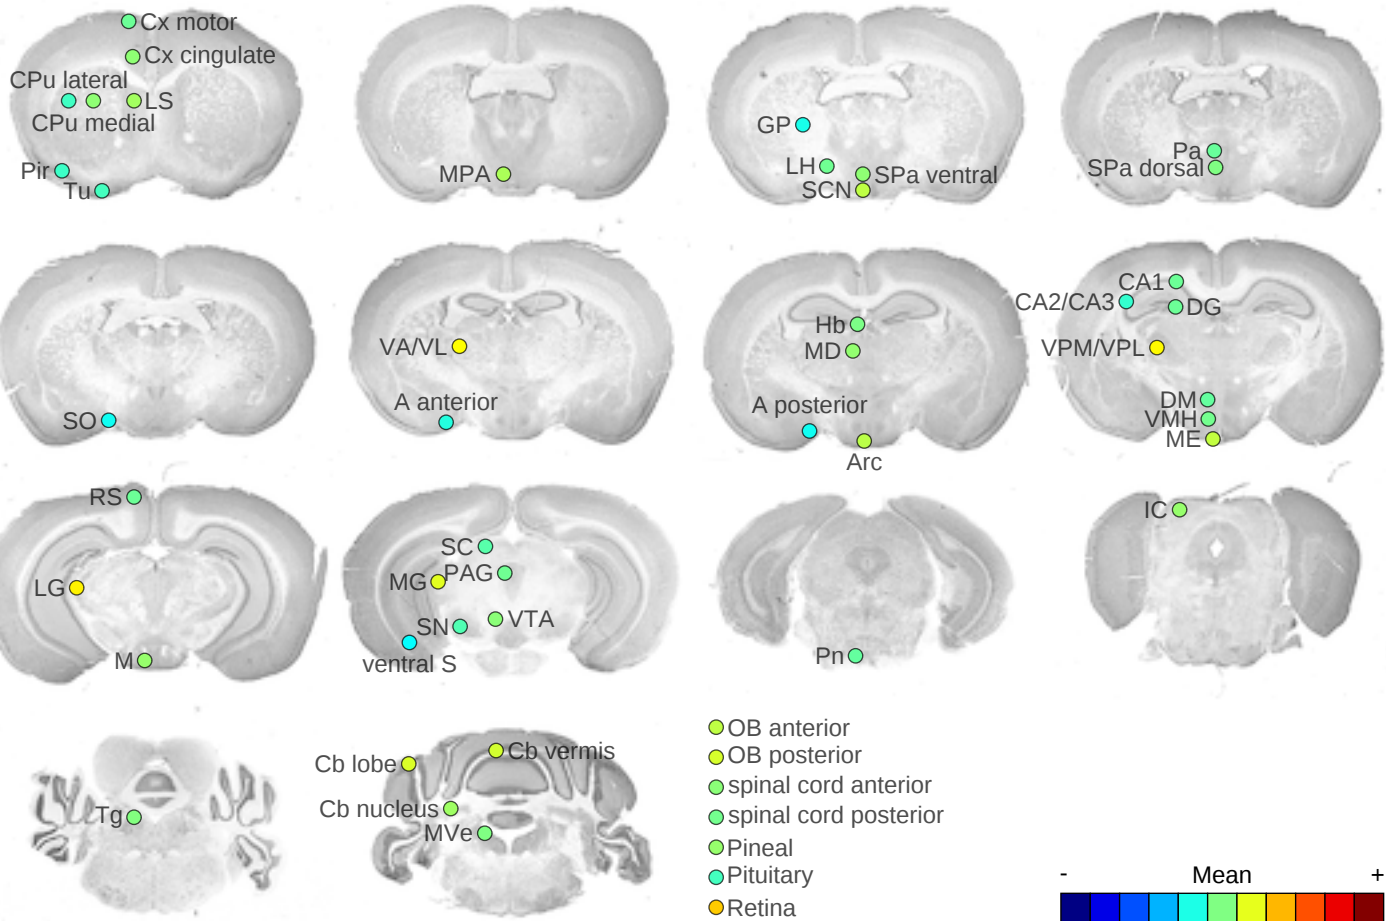 Cx motor
Cx cingulate
CPu lateral
LS
CPu medial
Pir
Tu
MPA
GP
LH
SPa ventral
SCN
Pa
SPa dorsal
SO
VA/VL
A anterior
Hb
MD
A posterior
Arc
CA1
CA2/CA3
DG
VPM/VPL
DM
VMH
ME
RS
LG
M
SC
MG
PAG
SN
VTA
ventral S
Pn
IC
Tg
Cb lobe
Cb vermis
Cb nucleus
MVe
OB anterior
OB posterior
spinal cord anterior
spinal cord posterior
Pineal
Pituitary
Retina
- Mean +